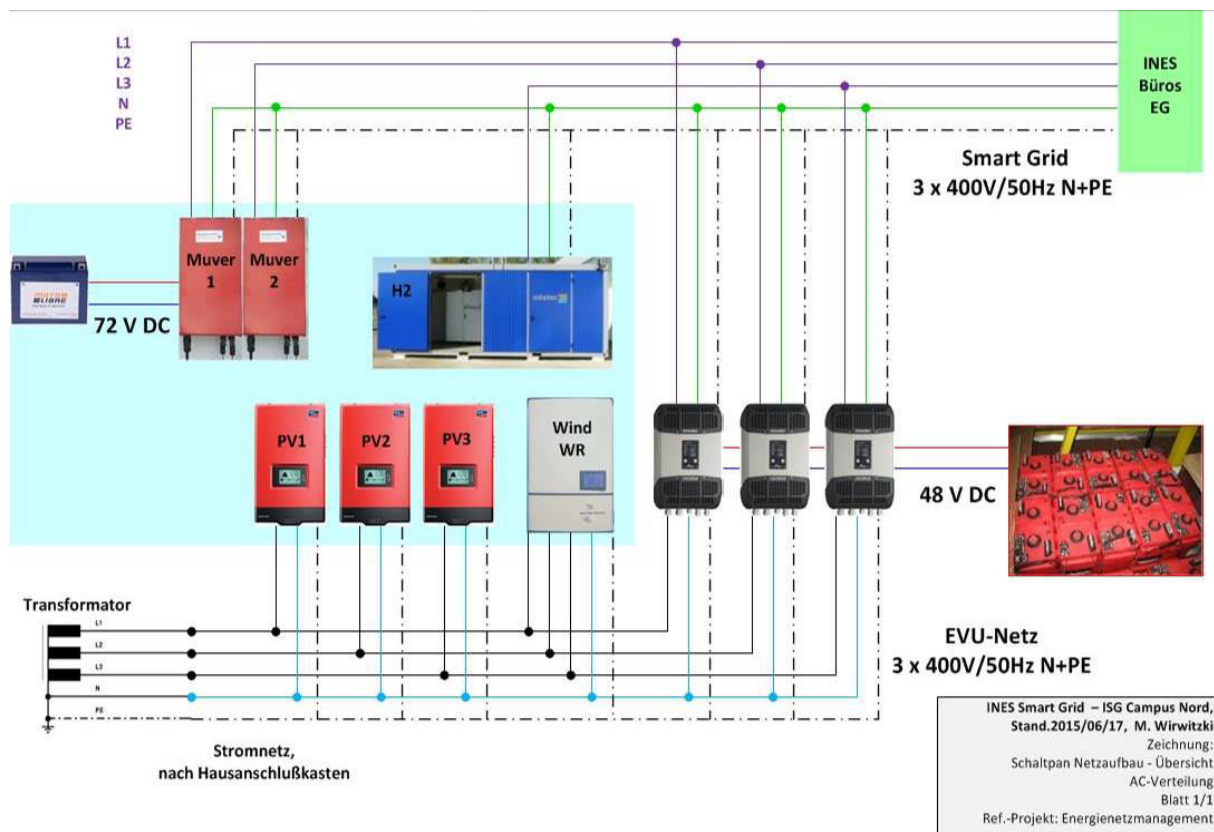 L1
L2
L3
N
PE
INES
Büros
EG
Smart Grid
3 x 400V/50Hz N+PE
Muver
1
Muver
2
H2
72 V DC
PV1
PV2
PV3
Wind
WR
48 V DC
Transformator
L1
L2
L3
N
PE
EVU-Netz
3 x 400V/50Hz N+PE
Stromnetz,
nach Hausanschlußkasten
INES Smart Grid – ISG Campus Nord,
Stand.2015/06/17, M. Wirwitzki
Zeichnung:
Schaltpan Netzaufbau - Übersicht
AC-Verteilung
Blatt 1/1
Ref.-Projekt: Energienetzmanagement